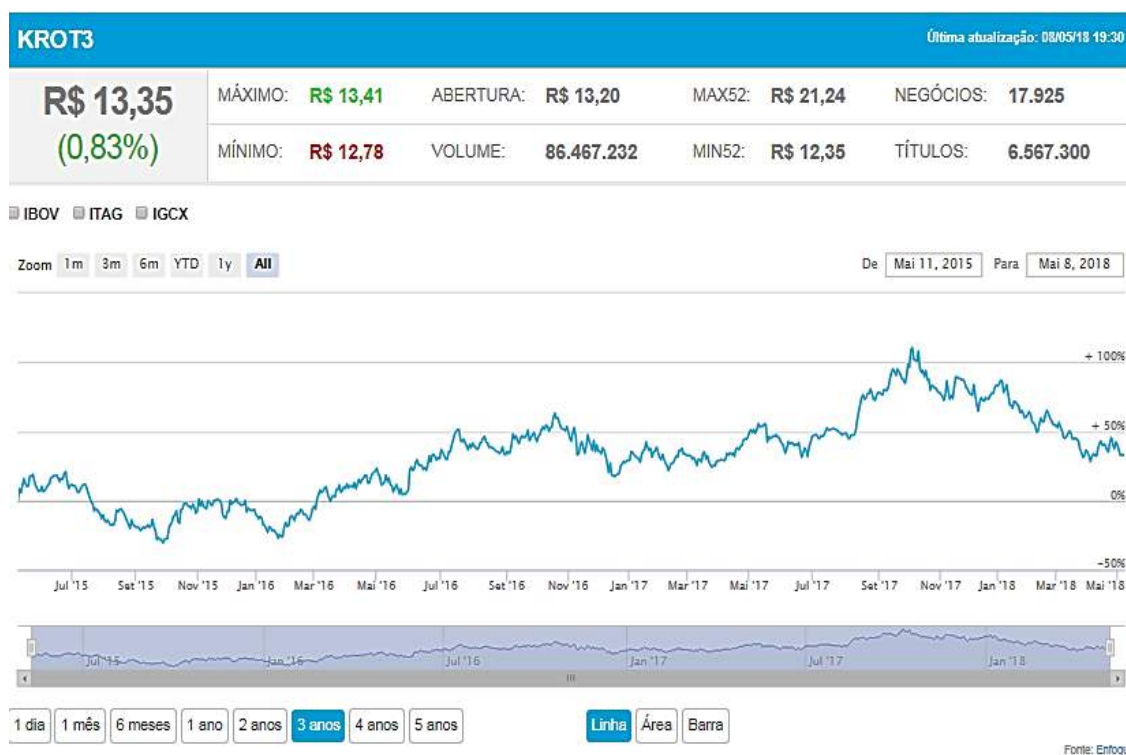 KROT3 Última atualização: 08/05/18 19:30
R$ 13,35 MÁXIMO: R$ 13,41 ABERTURA: R$ 13,20 MAX52: R$ 21,24 NEGÓCIOS: 17.925
(0,83%) MÍNIMO: R$ 12,78 VOLUME: 86.467.232 MIN52: R$ 12,35 TÍTULOS: 6.567.300
IBOV ITAG IGCX
Zoom 1m 3m 6m YTD 1y All De Mai 11, 2015 Para Mai 8, 2018
+ 100%
+ 50%
0%
-50%
Jul '15 Set '15 Nov '15 Jan '16 Mar '16 Mai '16 Jul '16 Set '16 Nov '16 Jan '17 Mar '17 Mai '17 Jul '17 Set '17 Nov '17 Jan '18 Mar '18 Mai '18
Jul '15 Jan '16 Jul '16 Jan '17 Jul '17 Jan '18
1 dia 1 mês 6 meses 1 ano 2 anos 3 anos 4 anos 5 anos Linha Área Barra
Fonte: Enfoqu